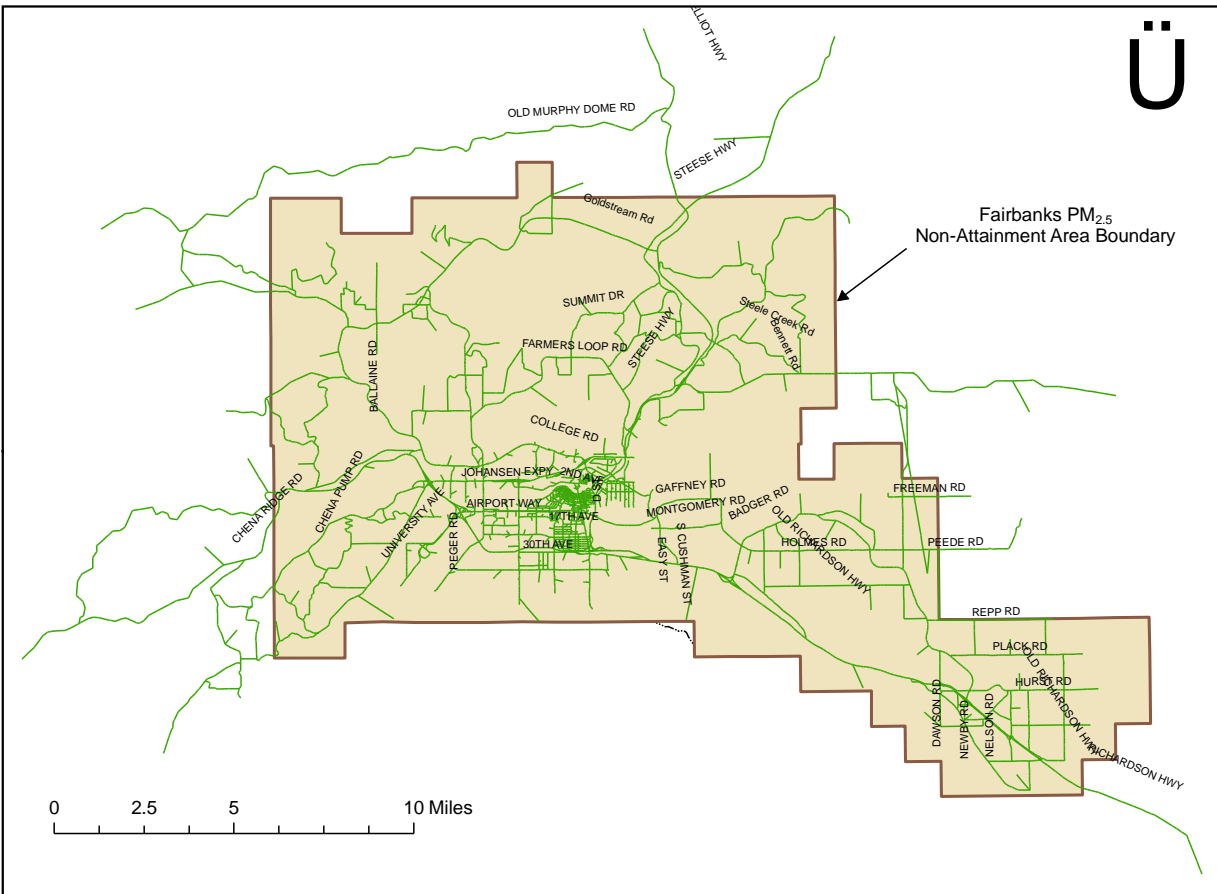 ELLIOT HWY
Ü
OLD MURPHY DOME RD
STEESE HWY
Goldstream Rd
Fairbanks PM2.5
Non-Attainment Area Boundary
SUMMIT DR
Steele Creek Rd
STEESE HWY
Bennett Rd
FARMERS LOOP RD
BALLAINE RD
COLLEGE RD
JOHANSEN EXPY
2ND AVE
D ST
GAFFNEY RD
FREEMAN RD
CHENA RIDGE RD
CHENA PUMP RD
UNIVERSITY AVE
AIRPORT WAY
17TH AVE
MONTGOMERY RD
BADGER RD
OLD RICHARDSON HWY
PEGER RD
30TH AVE
EASY ST
S CUSHMAN ST
HOLMES RD
PEEDE RD
REPP RD
PLACK RD
OLD RICHARDSON HWY
HURST RD
DAWSON RD
NEWBY RD
NELSON RD
RICHARDSON HWY
0 2.5 5 10 Miles